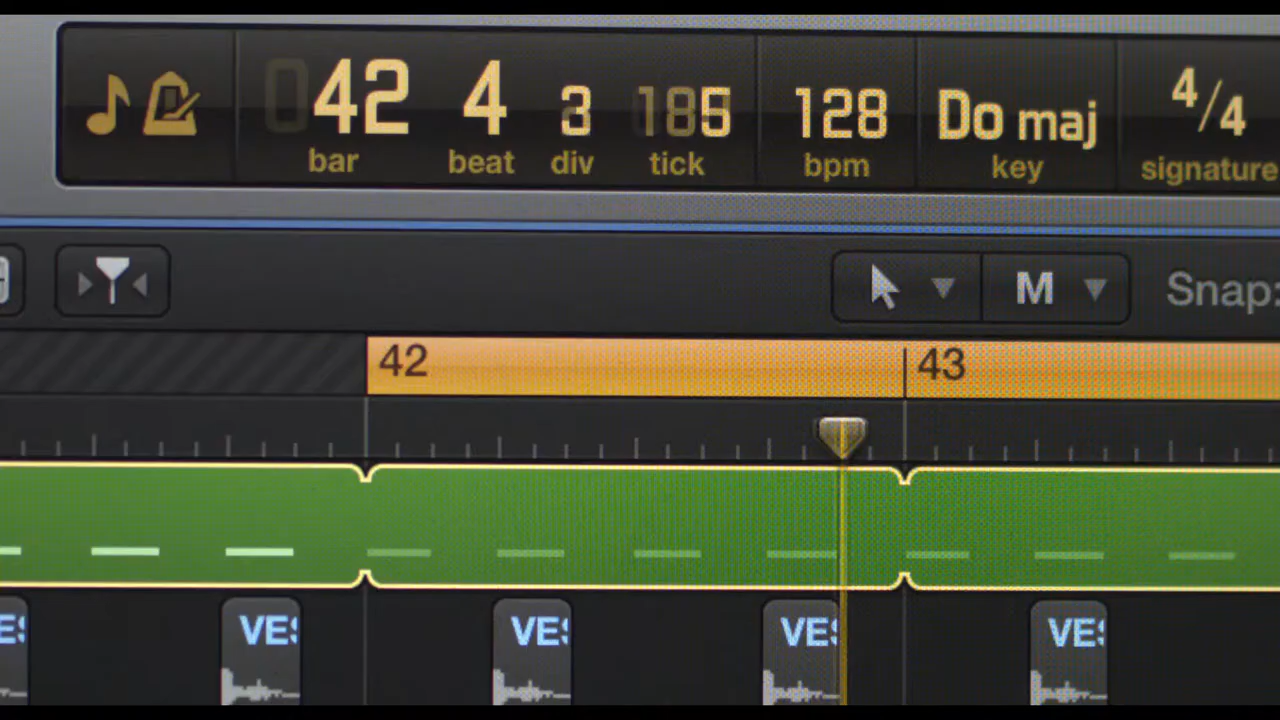 42 4 3 185 128 Do maj 4/4
bar beat div tick bpm key signature
M Snap:
42 43
VES VES VES VES